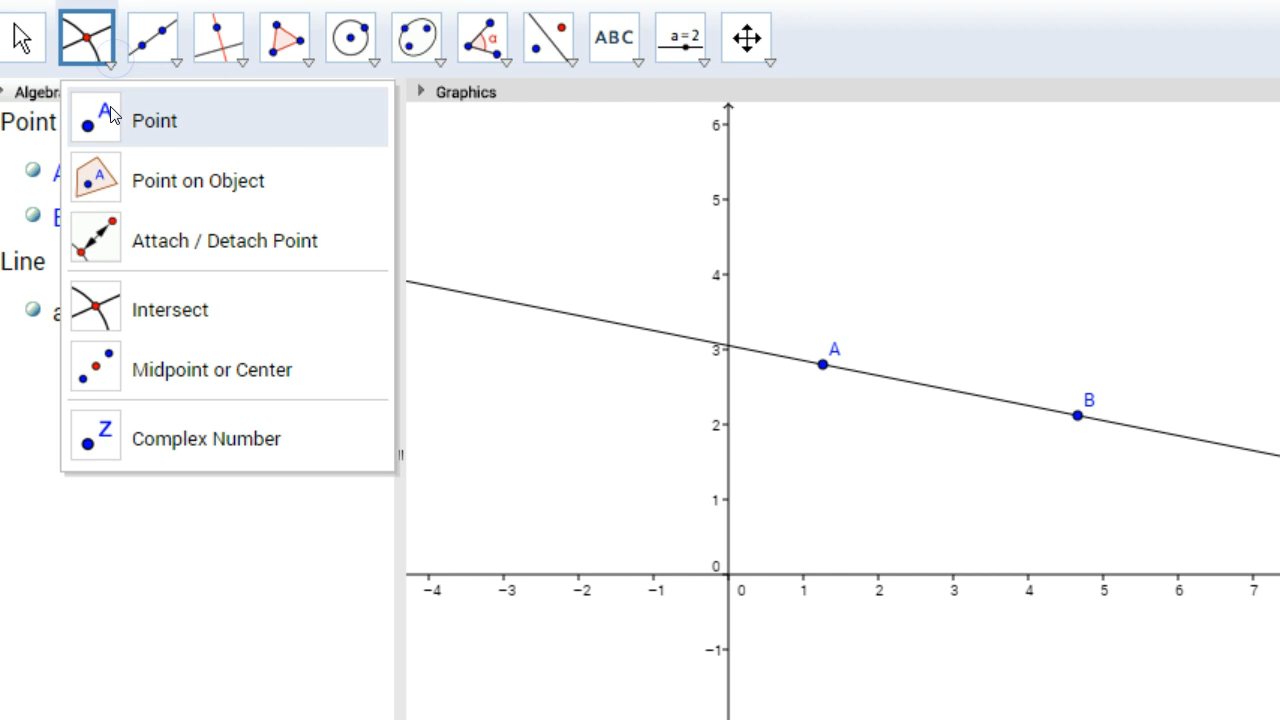 ABC
a=2
Algebr
Graphics
Point
A
Point
A
Point on Object
Attach / Detach Point
Line
Intersect
Midpoint or Center
Z
Complex Number
α
6
5
4
3
2
1
0
−1
A
B
−4
−3
−2
−1
0
1
2
3
4
5
6
7